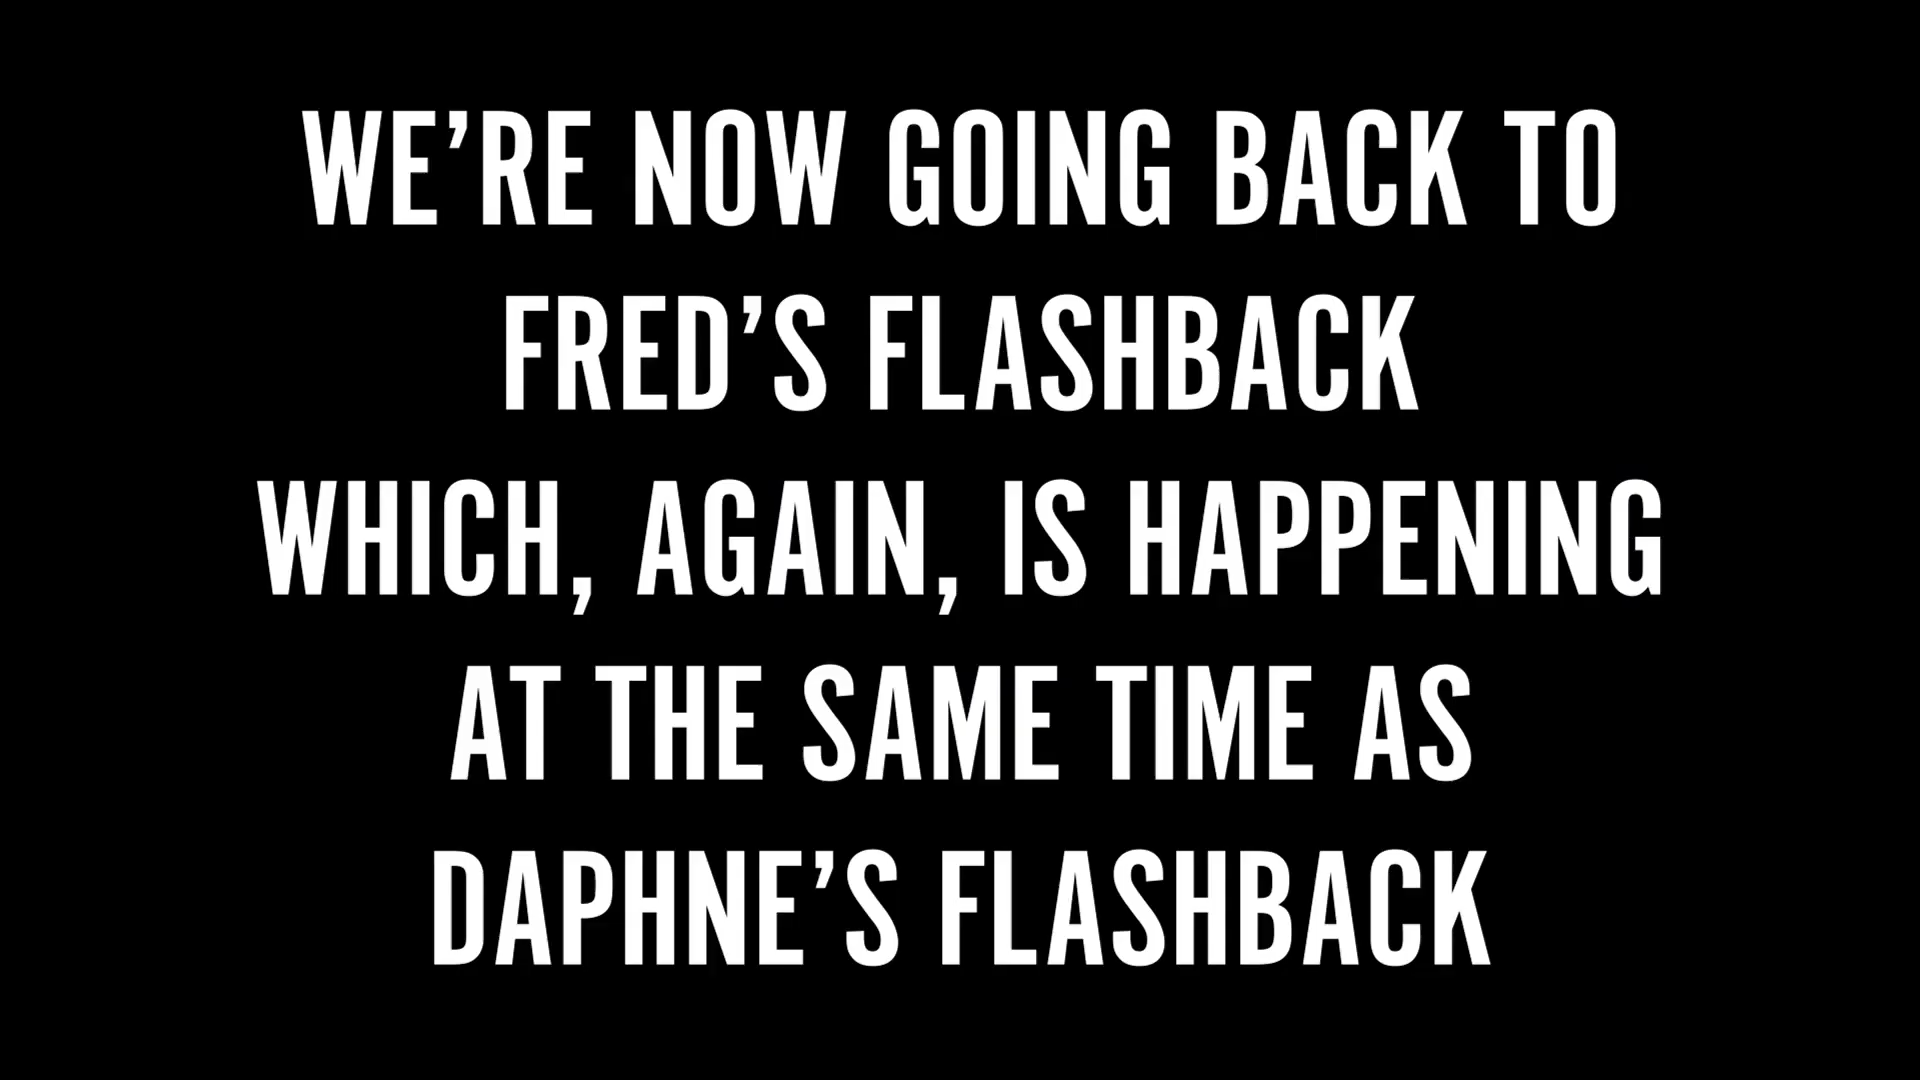 WE’RE NOW GOING BACK TO
FRED’S FLASHBACK
WHICH, AGAIN, IS HAPPENING
AT THE SAME TIME AS
DAPHNE’S FLASHBACK